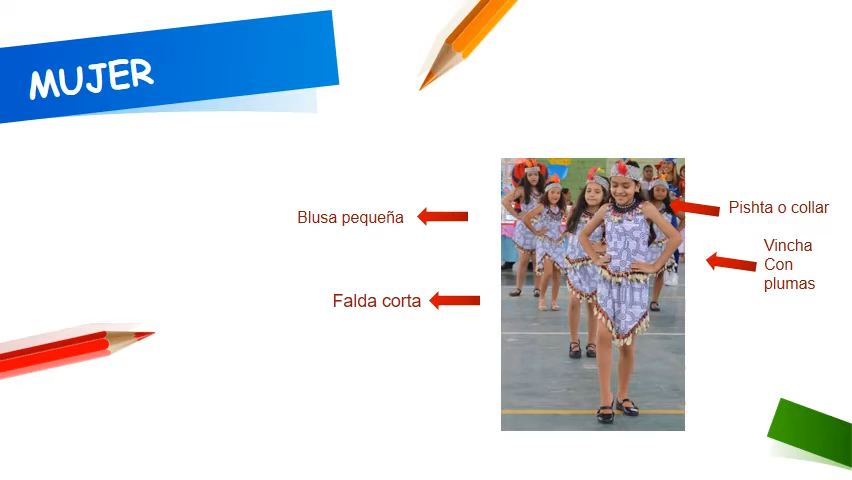 MUJER
Blusa pequeña
Pishta o collar
Vincha
Con
plumas
Falda corta